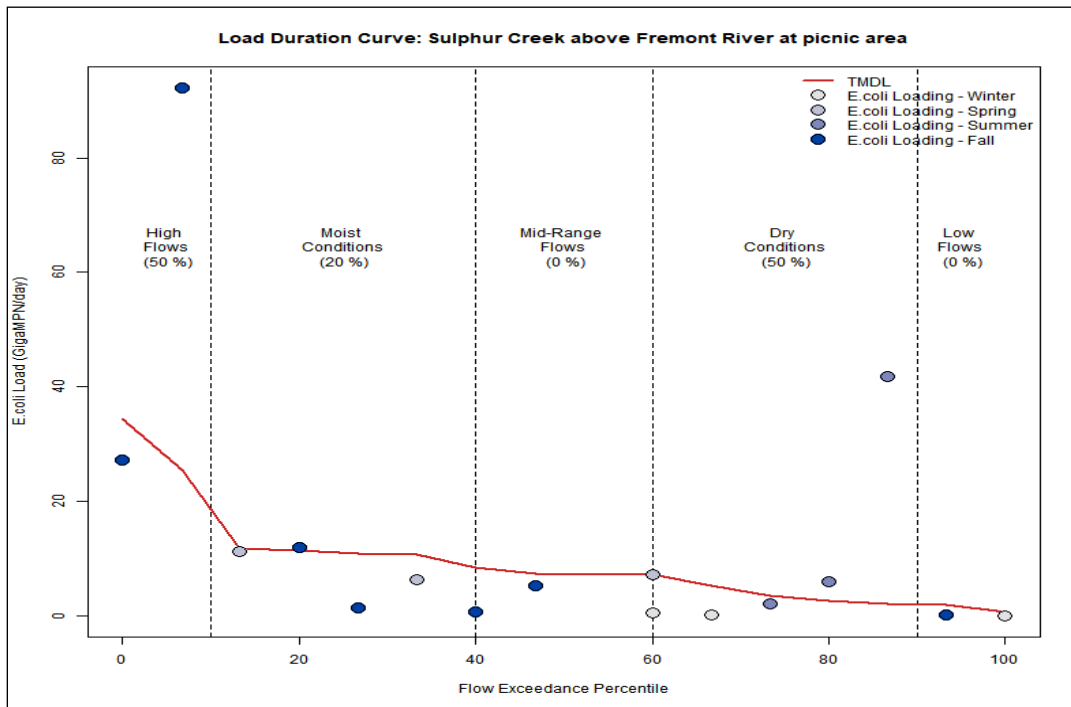 Load Duration Curve: Sulphur Creek above Fremont River at picnic area
TMDL
E.coli Loading - Winter
E.coli Loading - Spring
E.coli Loading - Summer
E.coli Loading - Fall
High
Flows
(50 %)
Moist
Conditions
(20 %)
Mid-Range
Flows
(0 %)
Dry
Conditions
(50 %)
Low
Flows
(0 %)
E.coli Load (GigaMPN/day)
80
60
40
20
0
0 20 40 60 80 100
Flow Exceedance Percentile